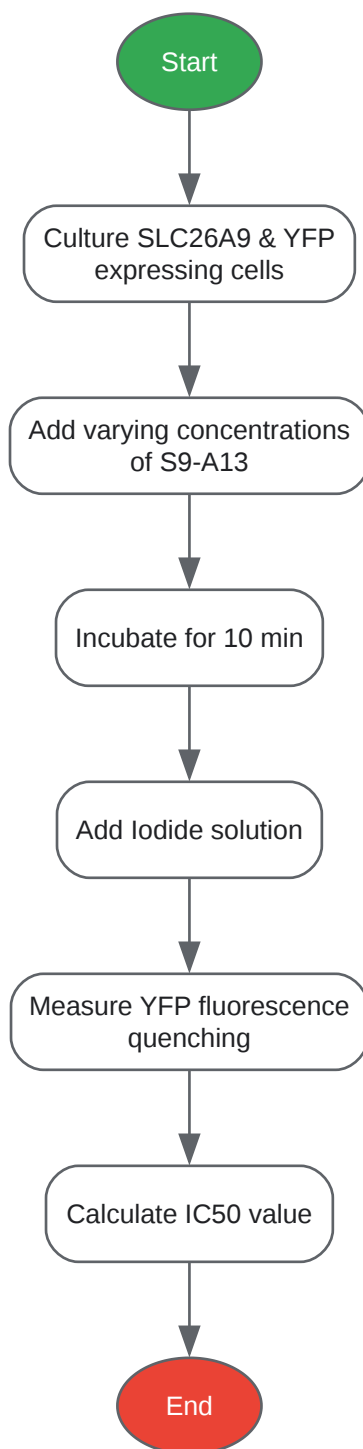 Start
Culture SLC26A9 & YFP
expressing cells
Add varying concentrations
of S9-A13
Incubate for 10 min
Add Iodide solution
Measure YFP fluorescence
quenching
Calculate IC50 value
End